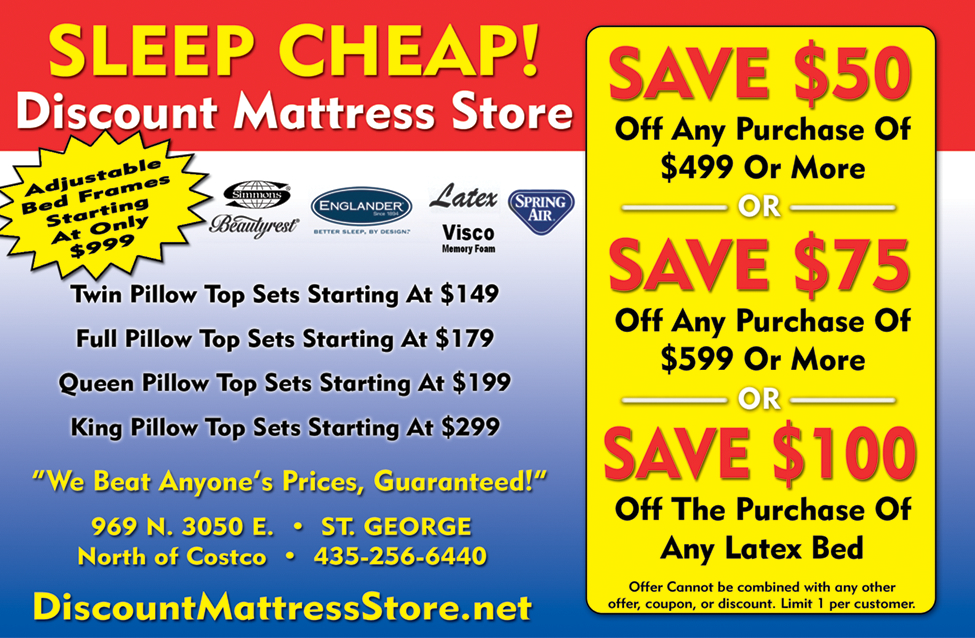 SLEEP CHEAP!
Discount Mattress Store
Adjustable
Bed Frames
Starting
At Only
$999
Simmons
Beautyrest®
ENGLANDER
Since 1894
BETTER SLEEP, BY DESIGN?
Latex
Visco
Memory Foam
SPRING
AIR
Twin Pillow Top Sets Starting At $149
Full Pillow Top Sets Starting At $179
Queen Pillow Top Sets Starting At $199
King Pillow Top Sets Starting At $299
"We Beat Anyone's Prices, Guaranteed!"
969 N. 3050 E. • ST. GEORGE
North of Costco • 435-256-6440
DiscountMattressStore.net
SAVE $50
Off Any Purchase Of
$499 Or More
OR
SAVE $75
Off Any Purchase Of
$599 Or More
OR
SAVE $100
Off The Purchase Of
Any Latex Bed
Offer Cannot be combined with any other
offer, coupon, or discount. Limit 1 per customer.